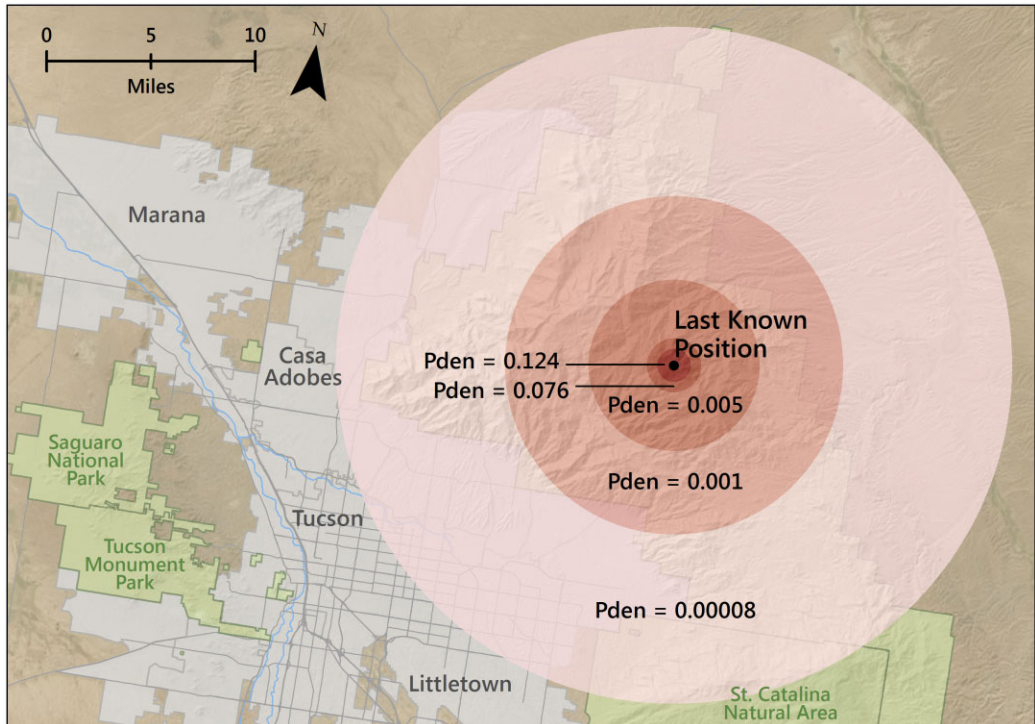 0 5 10
Miles
N
Marana
Last Known
Position
Casa
Adobes
Pden = 0.124
Pden = 0.076
Pden = 0.005
Saguaro
National
Park
Pden = 0.001
Tucson
Tucson
Monument
Park
Pden = 0.00008
Littletown
St. Catalina
Natural Area